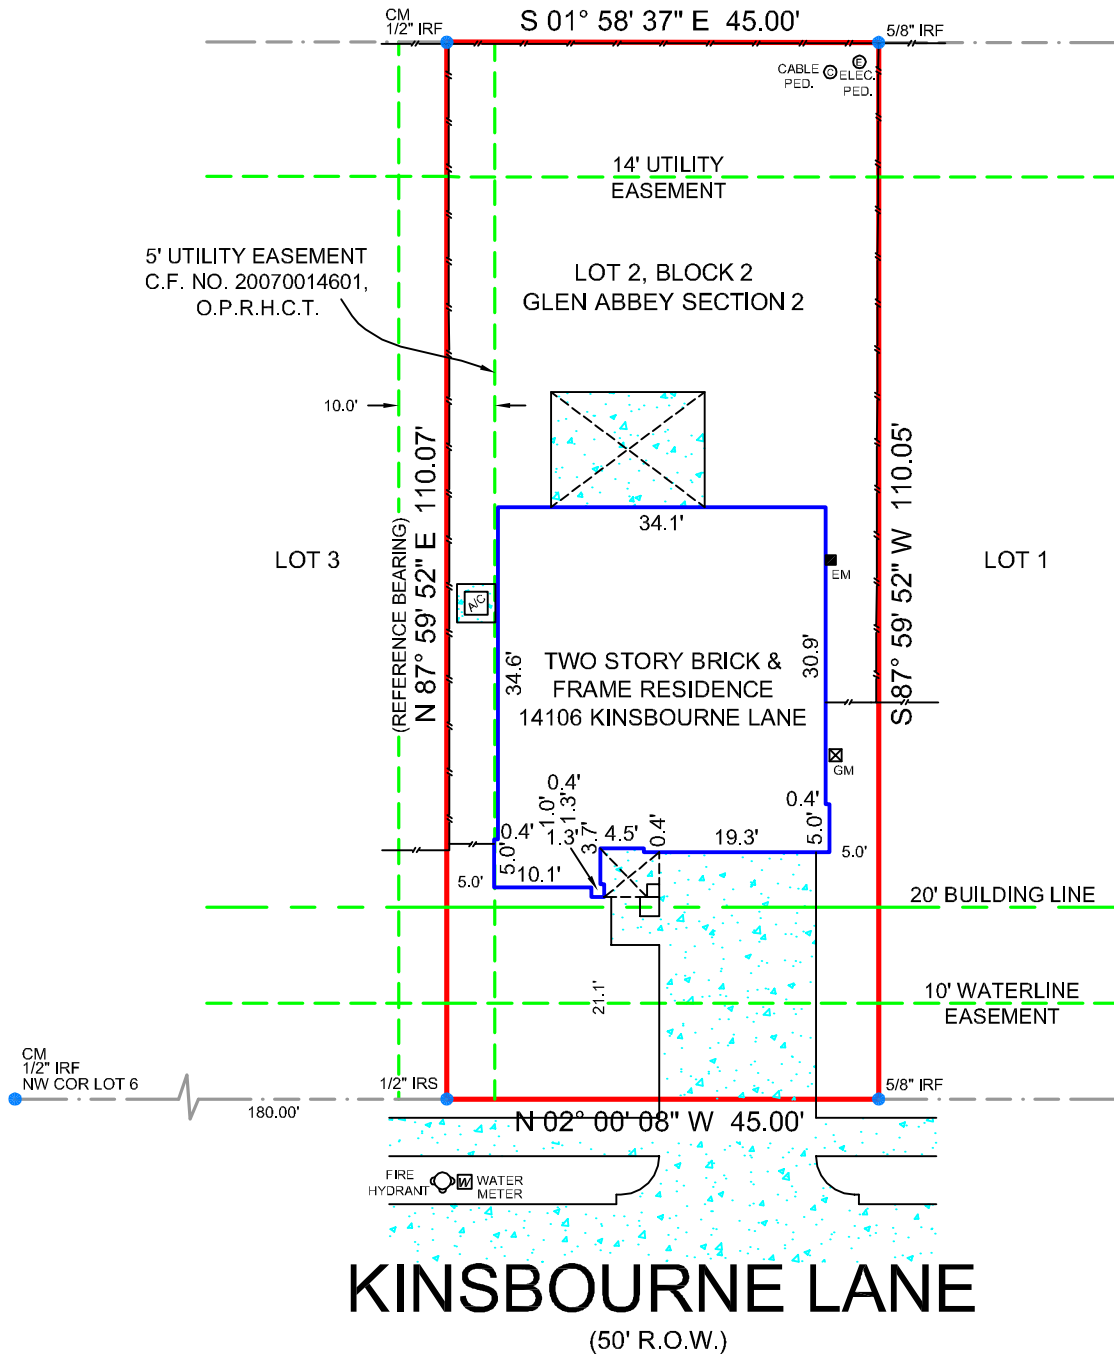 CM
1/2" IRF
S 01° 58' 37" E 45.00'
5/8" IRF
CABLE
PED.
C
E
ELEC.
PED.
14' UTILITY
EASEMENT
5' UTILITY EASEMENT
C.F. NO. 20070014601,
O.P.R.H.C.T.
LOT 2, BLOCK 2
GLEN ABBEY SECTION 2
10.0'
(REFERENCE BEARING)
N 87° 59' 52" E 110.07'
S 87° 59' 52" W 110.05'
34.1'
LOT 3
LOT 1
EM
A/C
34.6'
30.9'
TWO STORY BRICK &
FRAME RESIDENCE
14106 KINSBOURNE LANE
GM
0.4'
1.0'
1.3'
0.4'
0.4'
5.0'
1.3'
3.7'
4.5'
0.4'
19.3'
5.0'
5.0'
5.0'
10.1'
20' BUILDING LINE
21.1'
10' WATERLINE
EASEMENT
CM
1/2" IRF
NW COR LOT 6
1/2" IRS
5/8" IRF
180.00'
N 02° 00' 08" W 45.00'
FIRE
HYDRANT
W
WATER
METER
KINSBOURNE LANE
(50' R.O.W.)